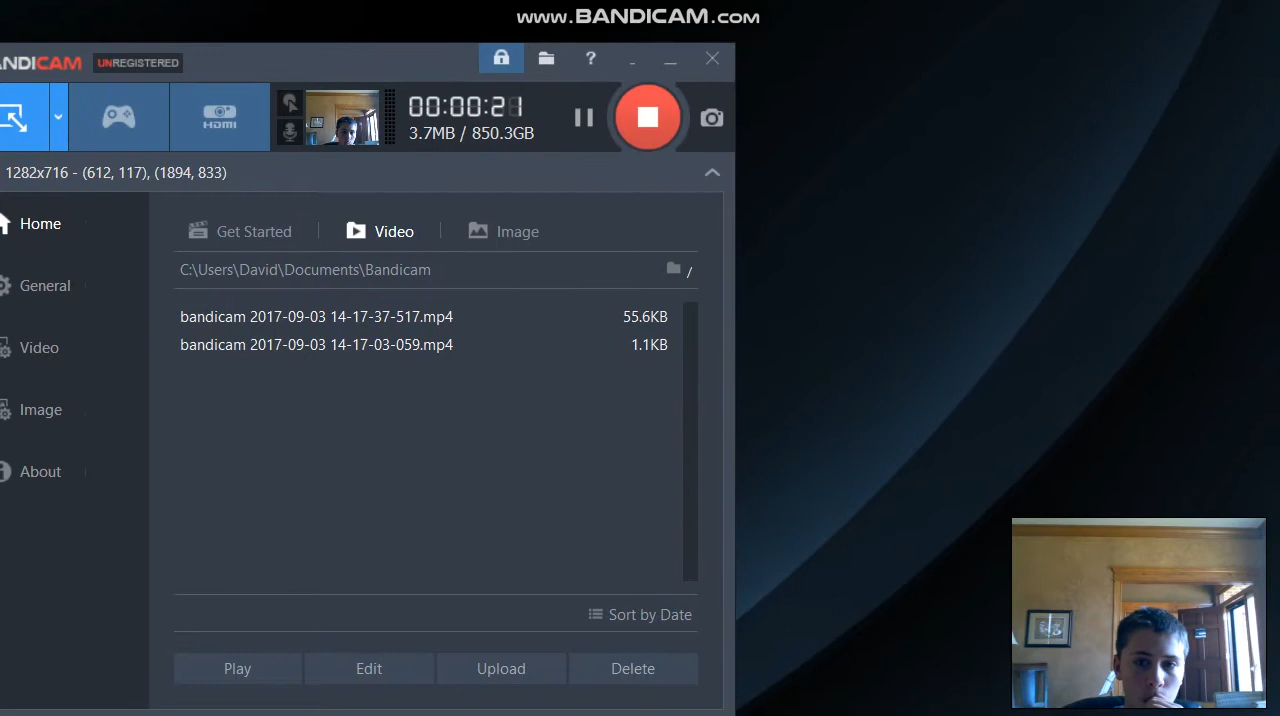 www.BANDICAM.com
ANDICAM UNREGISTERED ?
HDMI
00:00:21
3.7MB / 850.3GB
1282x716 - (612, 117), (1894, 833)
Home
General
Video
Image
About
Get Started Video Image
C:\Users\David\Documents\Bandicam /
bandicam 2017-09-03 14-17-37-517.mp4 55.6KB
bandicam 2017-09-03 14-17-03-059.mp4 1.1KB
Sort by Date
Play Edit Upload Delete